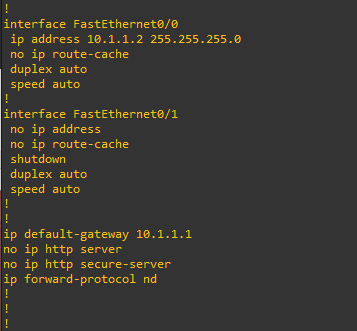 !
interface FastEthernet0/0
 ip address 10.1.1.2 255.255.255.0
 no ip route-cache
 duplex auto
 speed auto
!
interface FastEthernet0/1
 no ip address
 no ip route-cache
 shutdown
 duplex auto
 speed auto
!
!
ip default-gateway 10.1.1.1
no ip http server
no ip http secure-server
ip forward-protocol nd
!
!
!